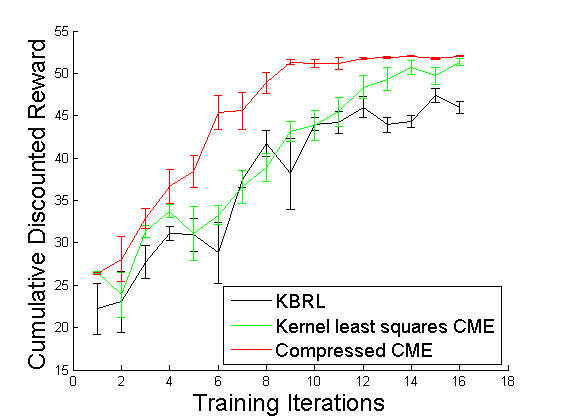 Cumulative Discounted Reward
55
50
45
40
35
30
25
20
15
0 2 4 6 8 10 12 14 16 18
Training Iterations
KBRL
Kernel least squares CME
Compressed CME